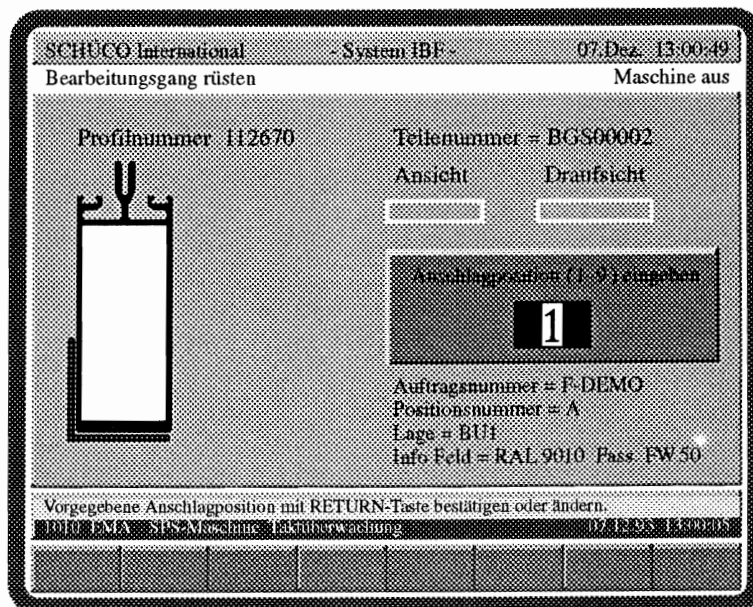 SCHÜCO International - System IBF - 07.Dez. 13:00:49
Bearbeitungsgang rüsten Maschine aus
Profilnummer 112670 Teilenummer = BGS00002
Ansicht Draufsicht
Anschlagposition (1..9) eingeben
1
Auftragsnummer = F-DEMO
Positionsnummer = A
Lage = BU1
Info Feld = RAL 9010 Pass. FW 50
Vorgegebene Anschlagposition mit RETURN-Taste bestätigen oder ändern.
1010 EMA SPS-Maschine Taktüberwachung 07.12.93 13:00:05